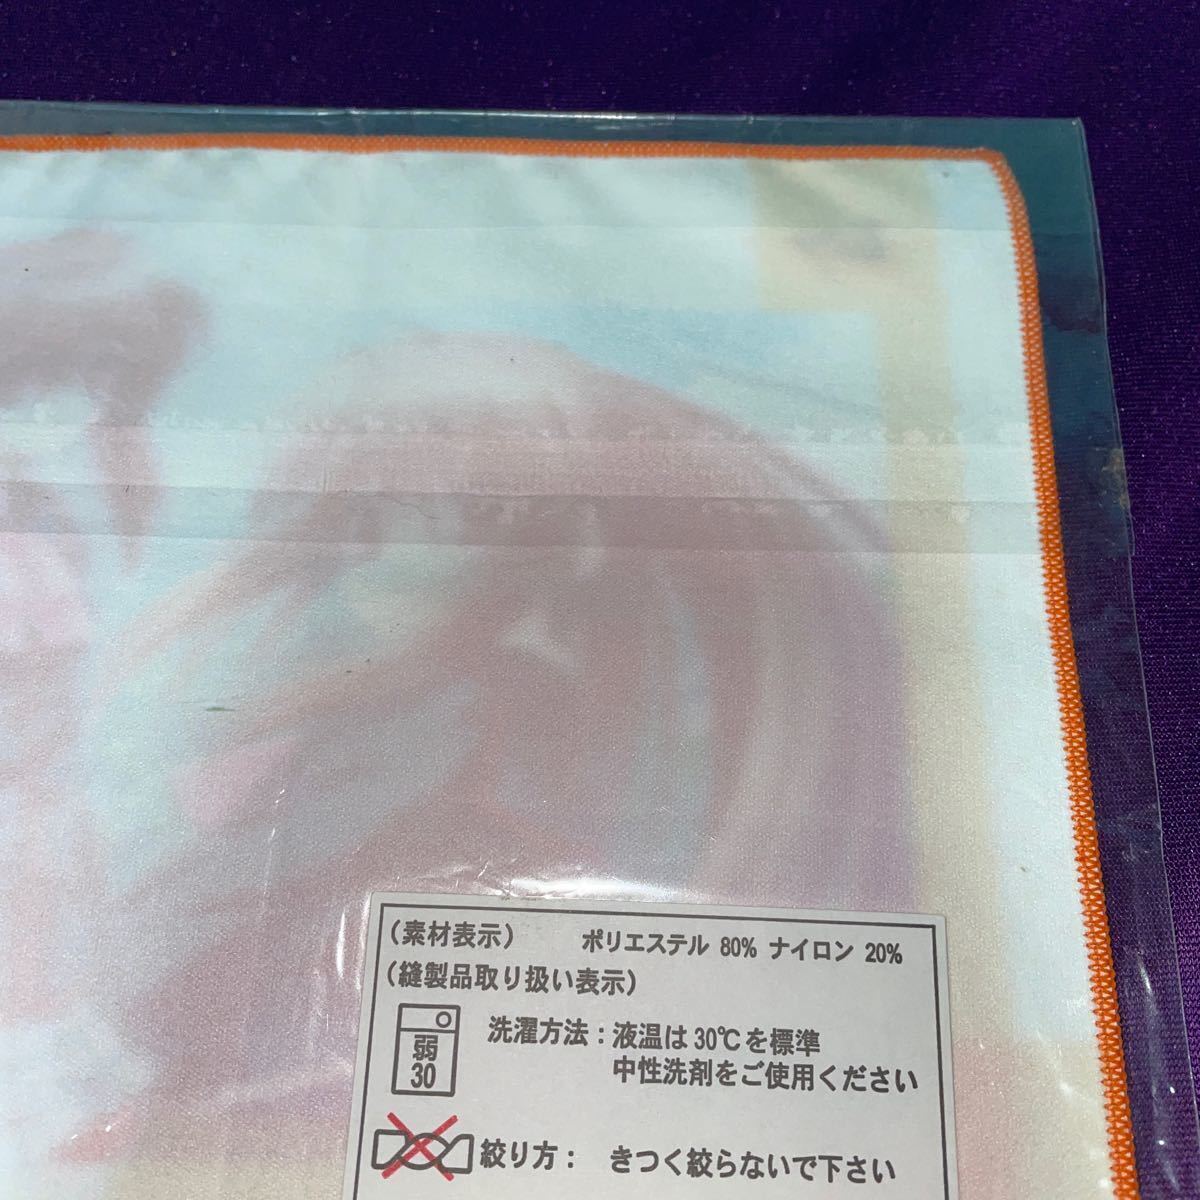 (素材表示) ポリエステル 80% ナイロン 20%
(縫製品取り扱い表示)
弱
30
洗濯方法：液温は30℃を標準
中性洗剤をご使用ください
絞り方： きつく絞らないで下さい